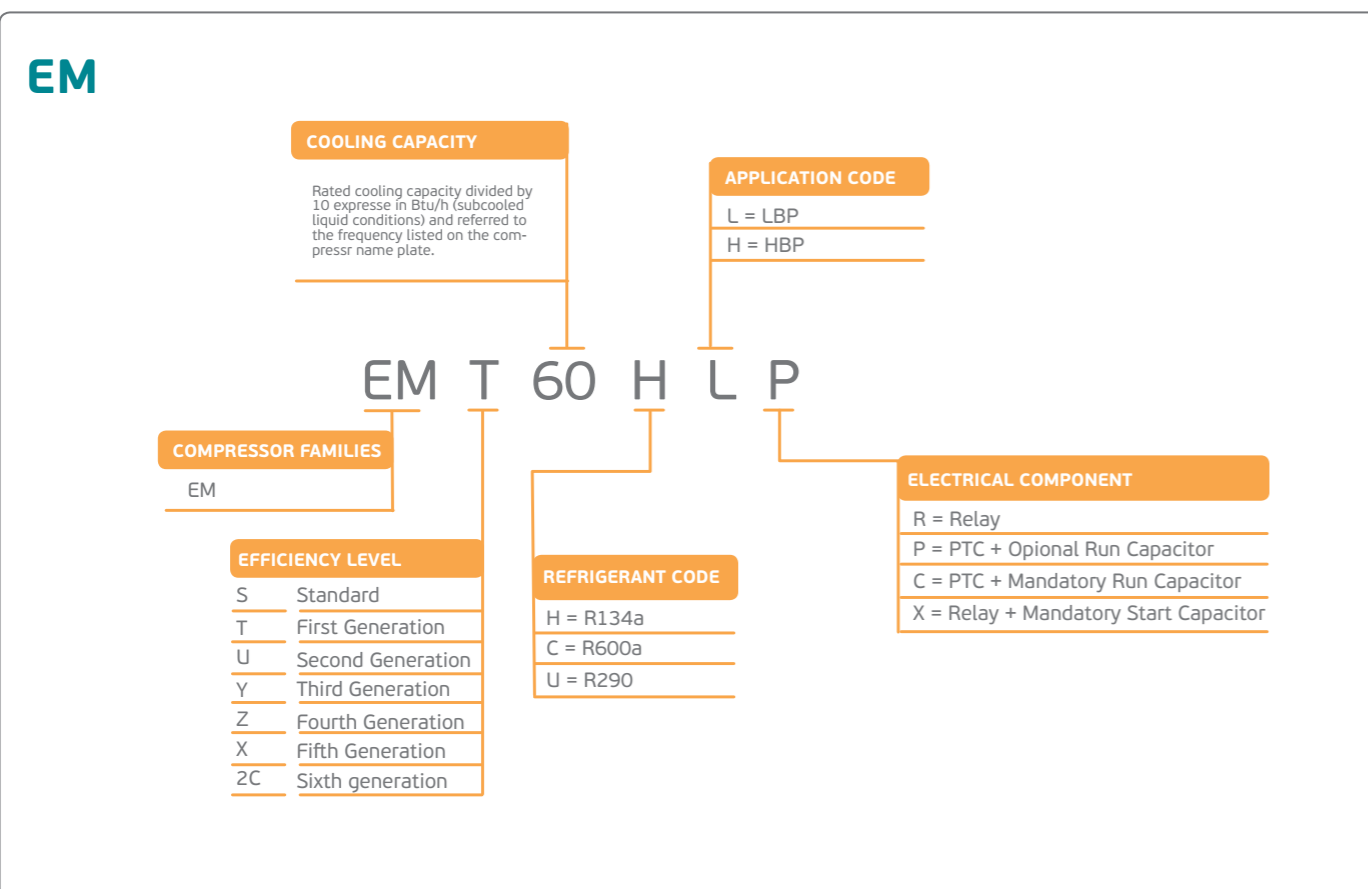 EM
COOLING CAPACITY
Rated cooling capacity divided by
10 expresse in Btu/h (subcooled
liquid conditions) and referred to
the frequency listed on the com-
pressr name plate.
APPLICATION CODE
L = LBP
H = HBP
EM T 60 H L P
COMPRESSOR FAMILIES
EM
EFFICIENCY LEVEL
S Standard
T First Generation
U Second Generation
Y Third Generation
Z Fourth Generation
X Fifth Generation
2C Sixth generation
REFRIGERANT CODE
H = R134a
C = R600a
U = R290
ELECTRICAL COMPONENT
R = Relay
P = PTC + Opional Run Capacitor
C = PTC + Mandatory Run Capacitor
X = Relay + Mandatory Start Capacitor